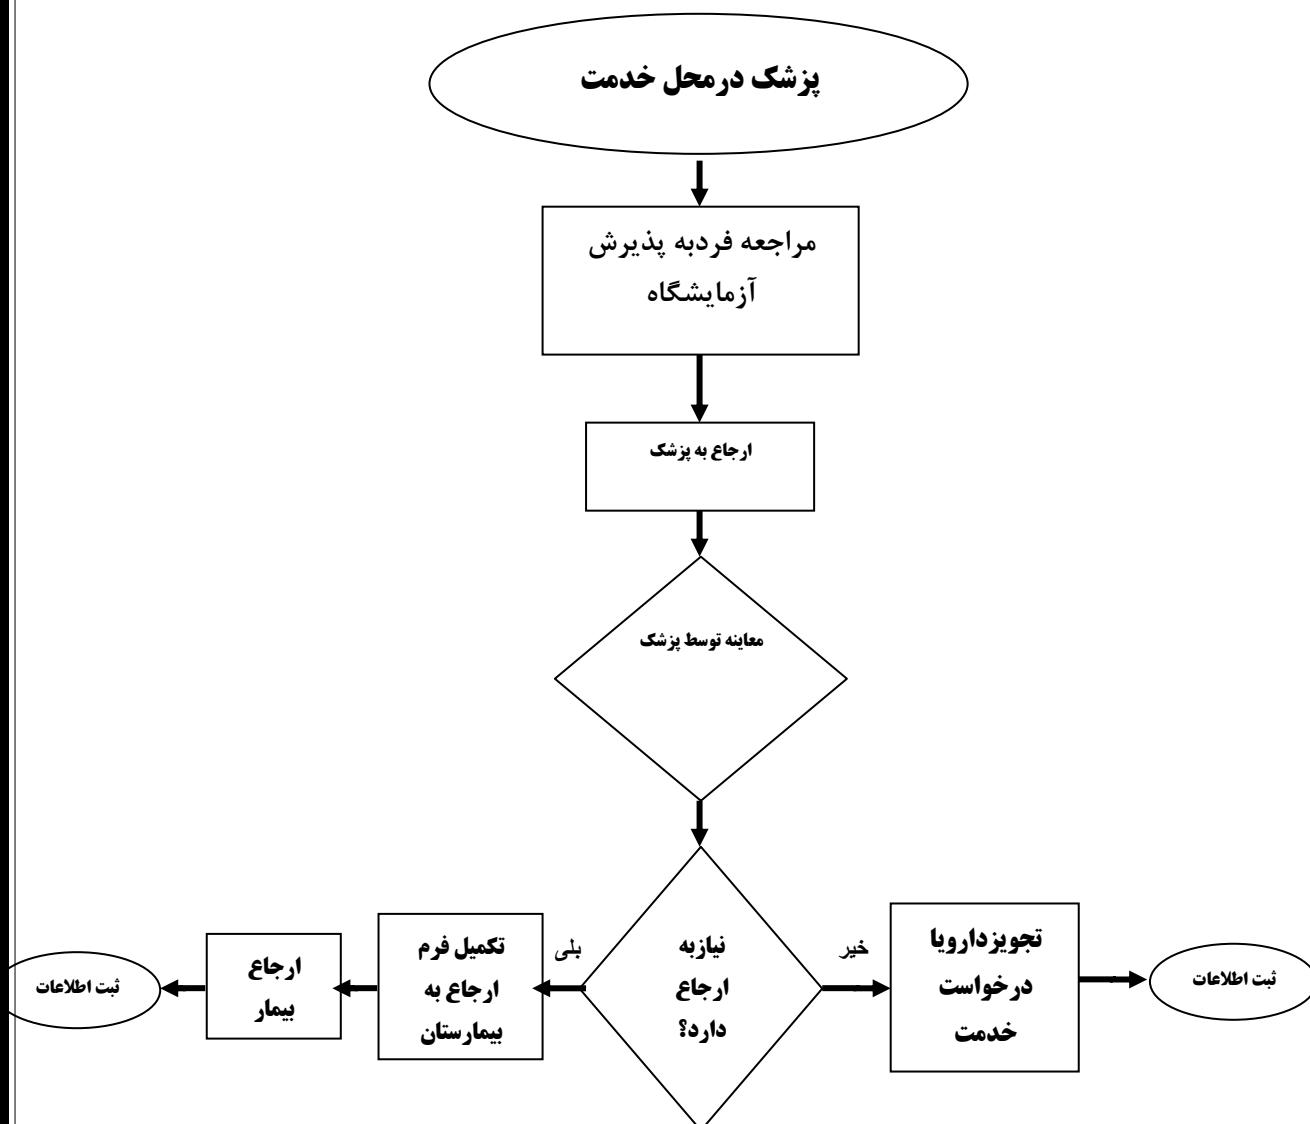 پزشک درمحل خدمت
مراجعه فردبه پذیرش
آزمایشگاه
ارجاع به پزشک
معاینه توسط پزشک
نیازبه
ارجاع
دارد؟
خیر
تجویزدارویا
درخواست
خدمت
ثبت اطلاعات
بلی
تکمیل فرم
ارجاع به
بیمارستان
ارجاع
بیمار
ثبت اطلاعات